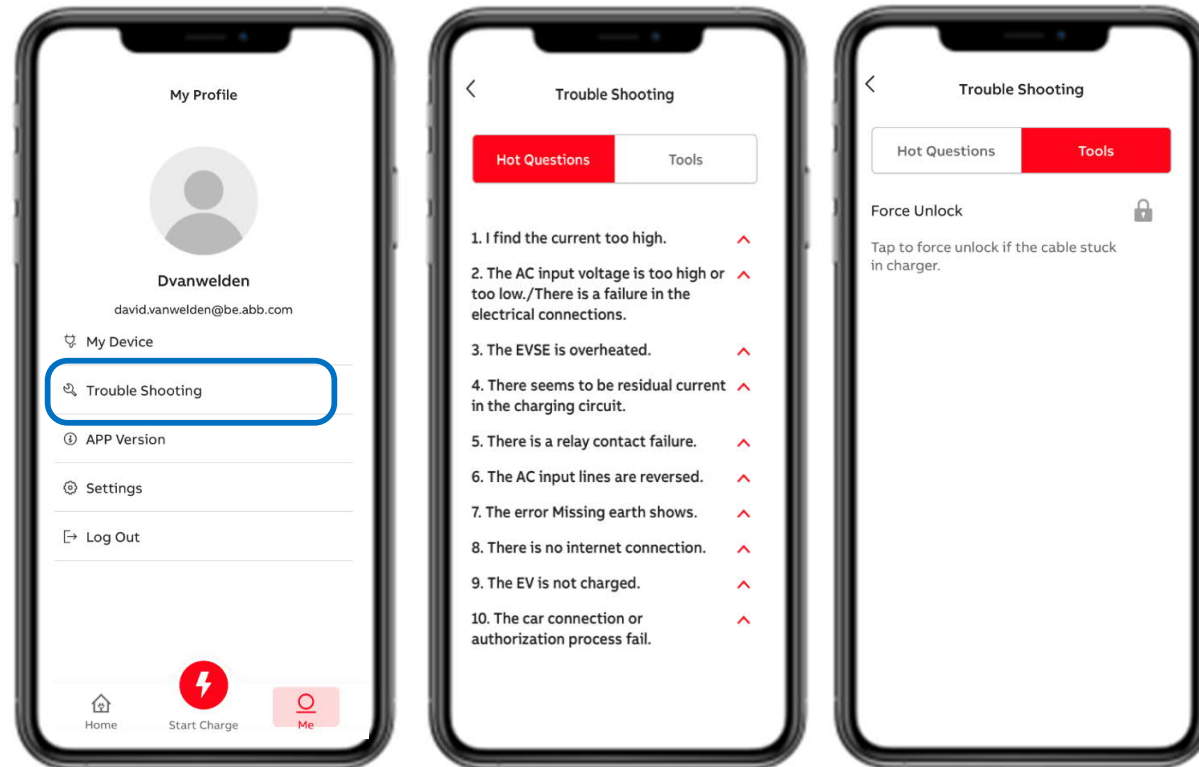 My Profile
Dvanwelden
david.vanwelden@be.abb.com
My Device
Trouble Shooting
APP Version
Settings
Log Out
Home
Start Charge
Me
Trouble Shooting
Hot Questions
Tools
1. I find the current too high.
2. The AC input voltage is too high or
too low./There is a failure in the
electrical connections.
3. The EVSE is overheated.
4. There seems to be residual current
in the charging circuit.
5. There is a relay contact failure.
6. The AC input lines are reversed.
7. The error Missing earth shows.
8. There is no internet connection.
9. The EV is not charged.
10. The car connection or
authorization process fail.
Trouble Shooting
Hot Questions
Tools
Force Unlock
Tap to force unlock if the cable stuck
in charger.